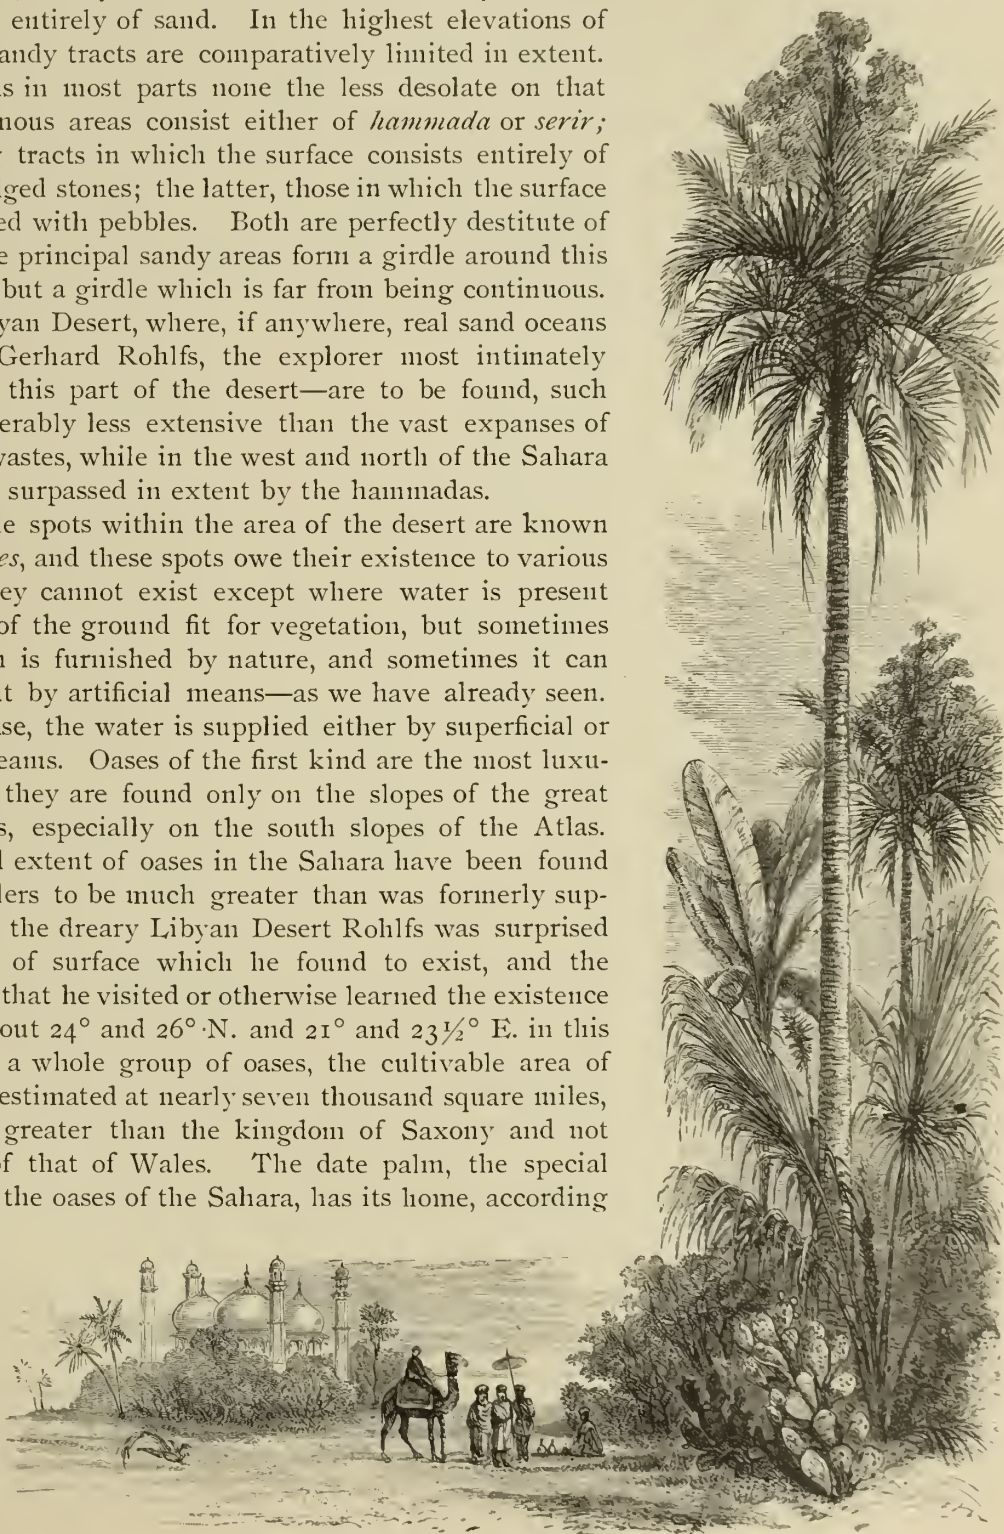 entirely of sand. In the highest elevations of
andy tracts are comparatively limited in extent.
s in most parts none the less desolate on that
nous areas consist either of hammada or serir;
tracts in which the surface consists entirely of
ged stones; the latter, those in which the surface
ed with pebbles. Both are perfectly destitute of
e principal sandy areas form a girdle around this
but a girdle which is far from being continuous.
yan Desert, where, if anywhere, real sand oceans
Gerhard Rohlfs, the explorer most intimately
this part of the desert—are to be found, such
erably less extensive than the vast expanses of
vastes, while in the west and north of the Sahara
surpassed in extent by the hammadas.
e spots within the area of the desert are known
es, and these spots owe their existence to various
ey cannot exist except where water is present
of the ground fit for vegetation, but sometimes
n is furnished by nature, and sometimes it can
t by artificial means—as we have already seen.
se, the water is supplied either by superficial or
eams. Oases of the first kind are the most luxu-
they are found only on the slopes of the great
s, especially on the south slopes of the Atlas.
l extent of oases in the Sahara have been found
lers to be much greater than was formerly sup-
the dreary Libyan Desert Rohlfs was surprised
of surface which he found to exist, and the
that he visited or otherwise learned the existence
out 24° and 26° N. and 21° and 23½° E. in this
a whole group of oases, the cultivable area of
estimated at nearly seven thousand square miles,
greater than the kingdom of Saxony and not
f that of Wales. The date palm, the special
the oases of the Sahara, has its home, according